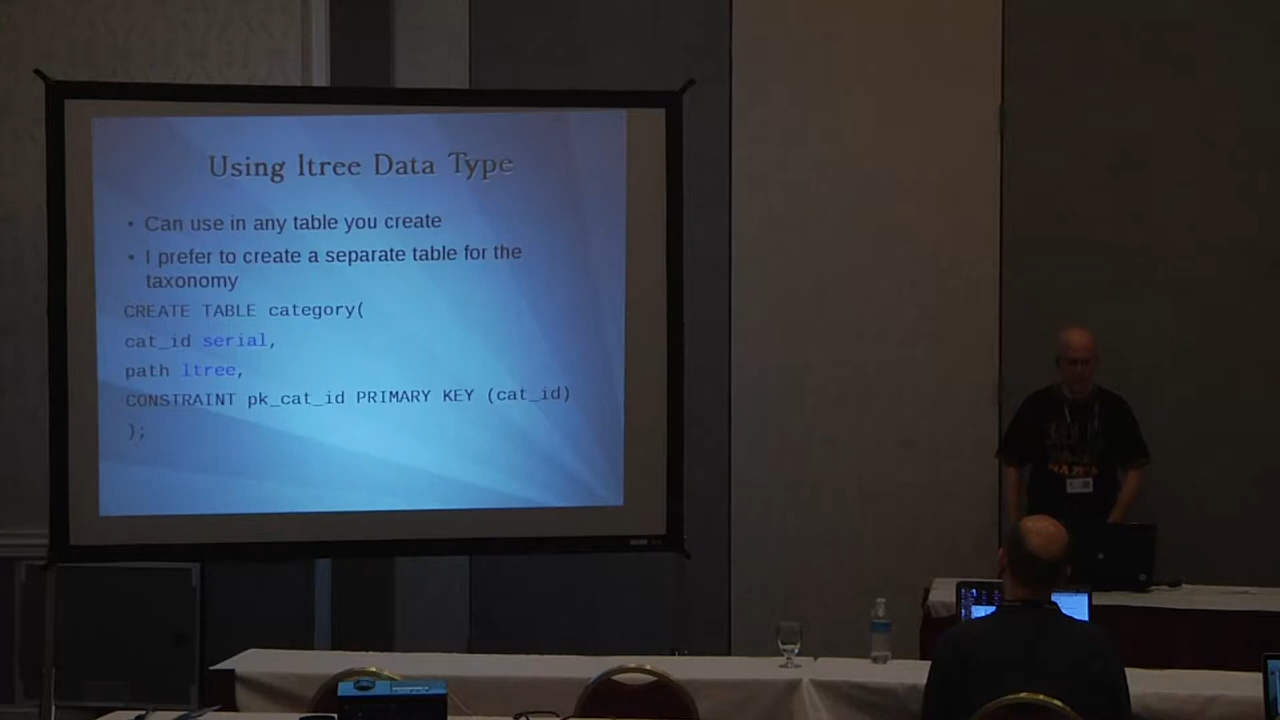 Using ltree Data Type
• Can use in any table you create
• I prefer to create a separate table for the
taxonomy
CREATE TABLE category(
cat_id serial,
path ltree,
CONSTRAINT pk_cat_id PRIMARY KEY (cat_id)
);